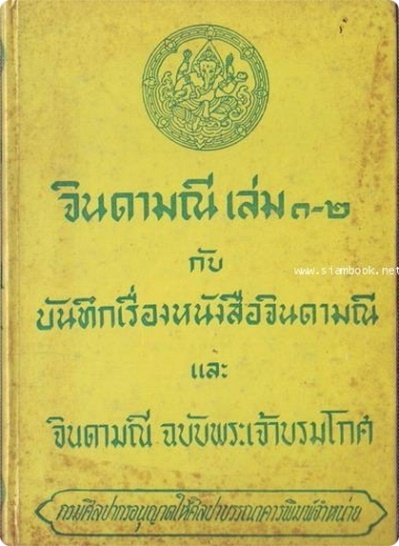 จินดามณี เล่ม ๑-๒
www.siambook.net
กับ
บันทึกเรื่องหนังสือจินดามณี
และ
จินดามณี ฉบับพระเจ้าบรมโกศ
กรมศิลปากรอนุญาตให้ศิลปาบรรณาคารพิมพ์จำหน่าย